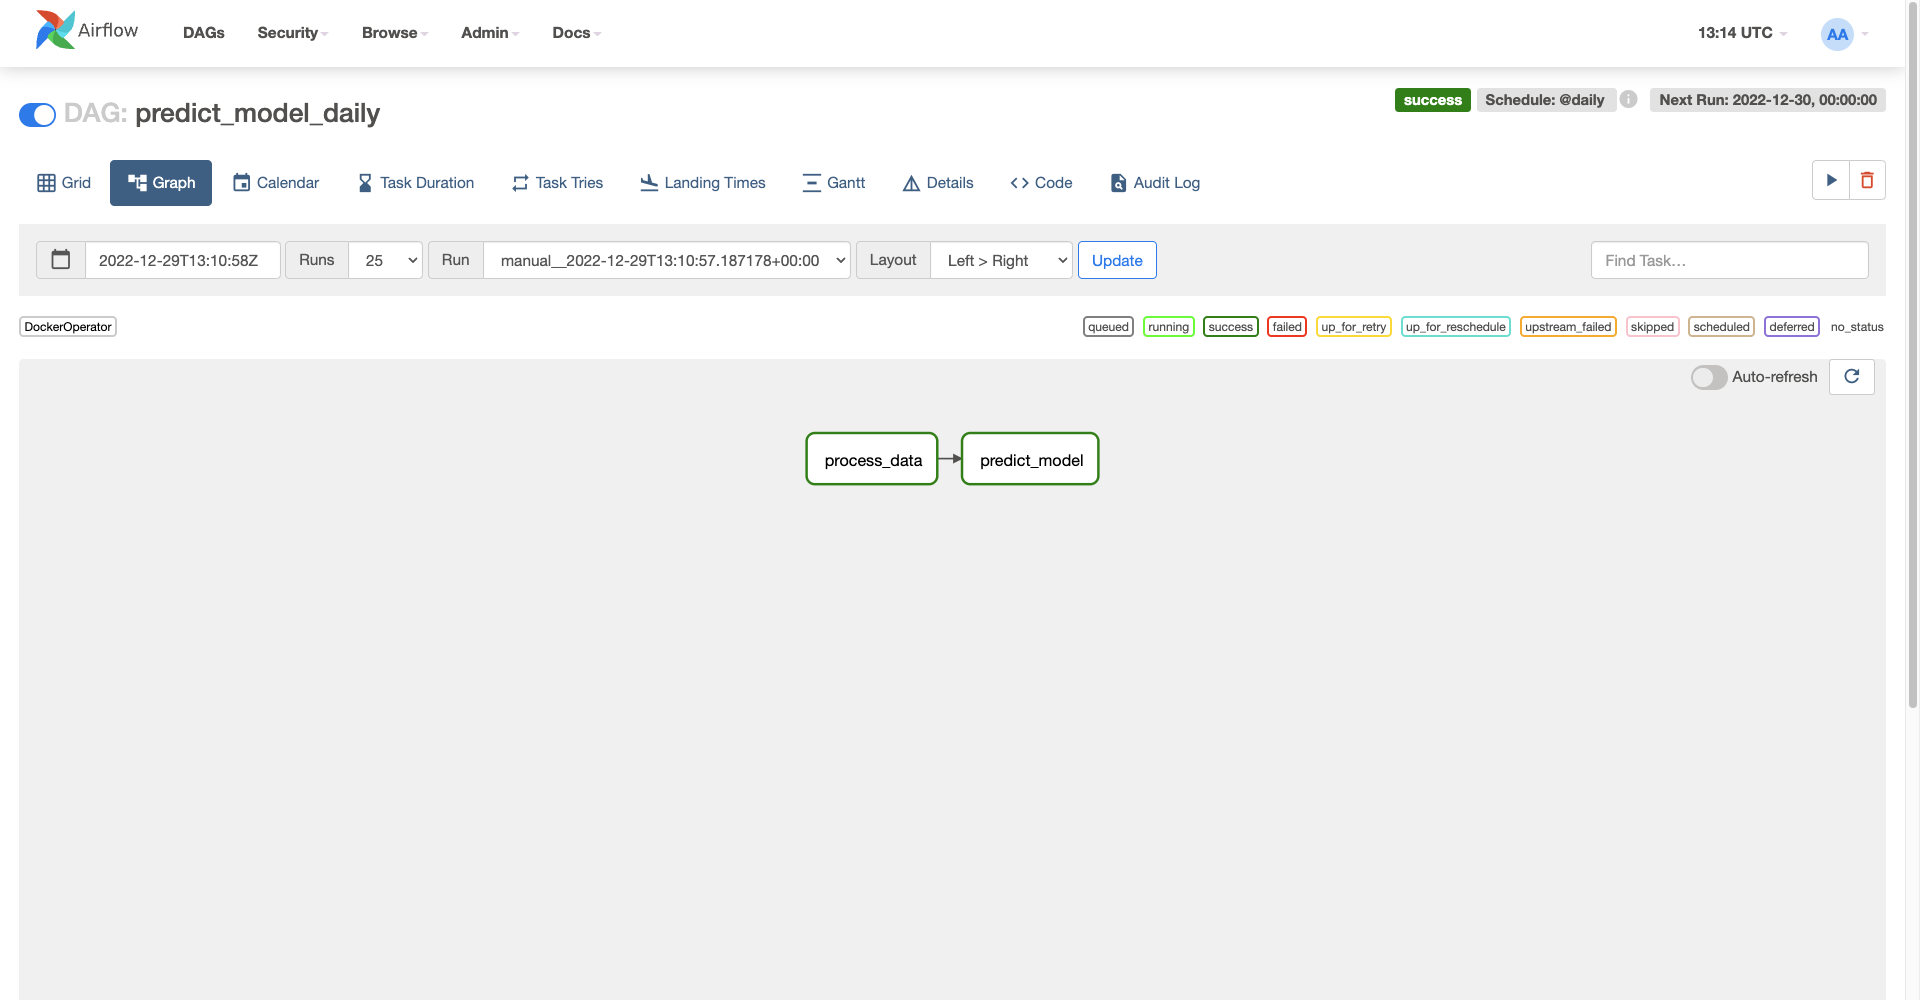 Airflow DAGs Security Browse Admin Docs 13:14 UTC AA
DAG: predict_model_daily success Schedule: @daily Next Run: 2022-12-30, 00:00:00
Grid Graph Calendar Task Duration Task Tries Landing Times Gantt Details Code Audit Log
2022-12-29T13:10:58Z Runs 25 Run manual__2022-12-29T13:10:57.187178+00:00 Layout Left > Right Update Find Task...
DockerOperator queued running success failed up_for_retry up_for_reschedule upstream_failed skipped scheduled deferred no_status
Auto-refresh
process_data predict_model